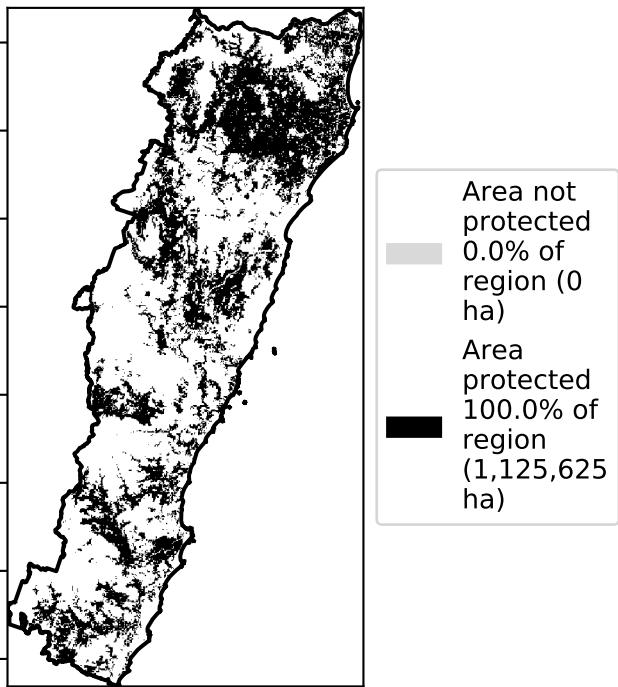 Area not
protected
0.0% of
region (0
ha)
Area
protected
100.0% of
region
(1,125,625
ha)